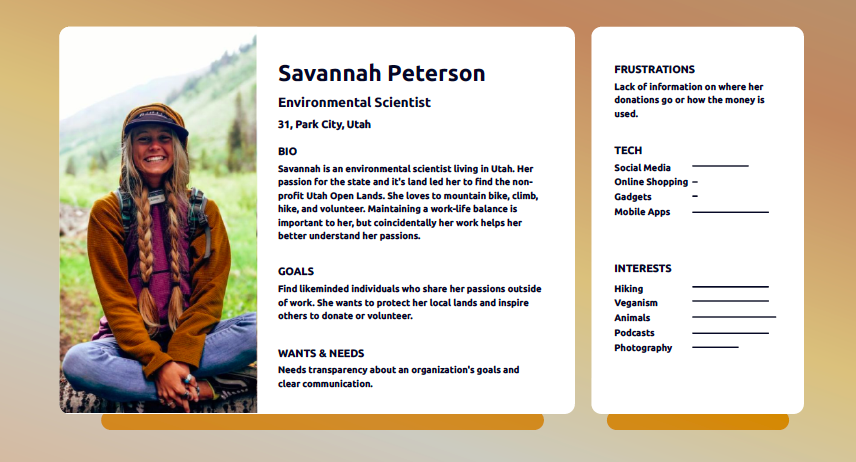 Savannah Peterson
Environmental Scientist
31, Park City, Utah
BIO
Savannah is an environmental scientist living in Utah. Her
passion for the state and it's land led her to find the non-
profit Utah Open Lands. She loves to mountain bike, climb,
hike, and volunteer. Maintaining a work-life balance is
important to her, but coincidentally her work helps her
better understand her passions.
GOALS
Find likeminded individuals who share her passions outside
of work. She wants to protect her local lands and inspire
others to donate or volunteer.
WANTS & NEEDS
Needs transparency about an organization's goals and
clear communication.
FRUSTRATIONS
Lack of information on where her
donations go or how the money is
used.
TECH
Social Media
Online Shopping
Gadgets
Mobile Apps
INTERESTS
Hiking
Veganism
Animals
Podcasts
Photography